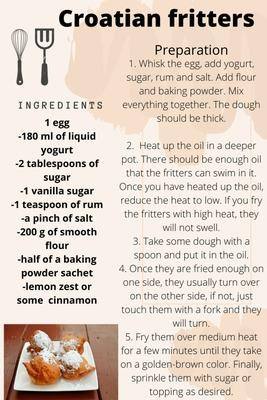 Croatian fritters
INGREDIENTS
1 egg
-180 ml of liquid
yogurt
-2 tablespoons of
sugar
-1 vanilla sugar
-1 teaspoon of rum
-a pinch of salt
-200 g of smooth
flour
-half of a baking
powder sachet
-lemon zest or
some cinnamon
Preparation
1. Whisk the egg, add yogurt,
sugar, rum and salt. Add flour
and baking powder. Mix
everything together. The dough
should be thick.
2. Heat up the oil in a deeper
pot. There should be enough oil
that the fritters can swim in it.
Once you have heated up the oil,
reduce the heat to low. If you fry
the fritters with high heat, they
will not swell.
3. Take some dough with a
spoon and put it in the oil.
4. Once they are fried enough on
one side, they usually turn over
on the other side, if not, just
touch them with a fork and they
will turn.
5. Fry them over medium heat
for a few minutes until they take
on a golden-brown color. Finally,
sprinkle them with sugar or
topping as desired.